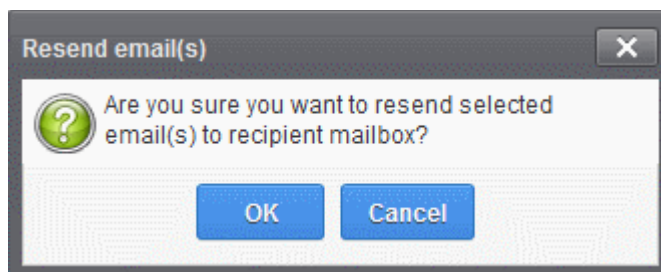 Resend email(s)
Are you sure you want to resend selected
email(s) to recipient mailbox?
OK Cancel